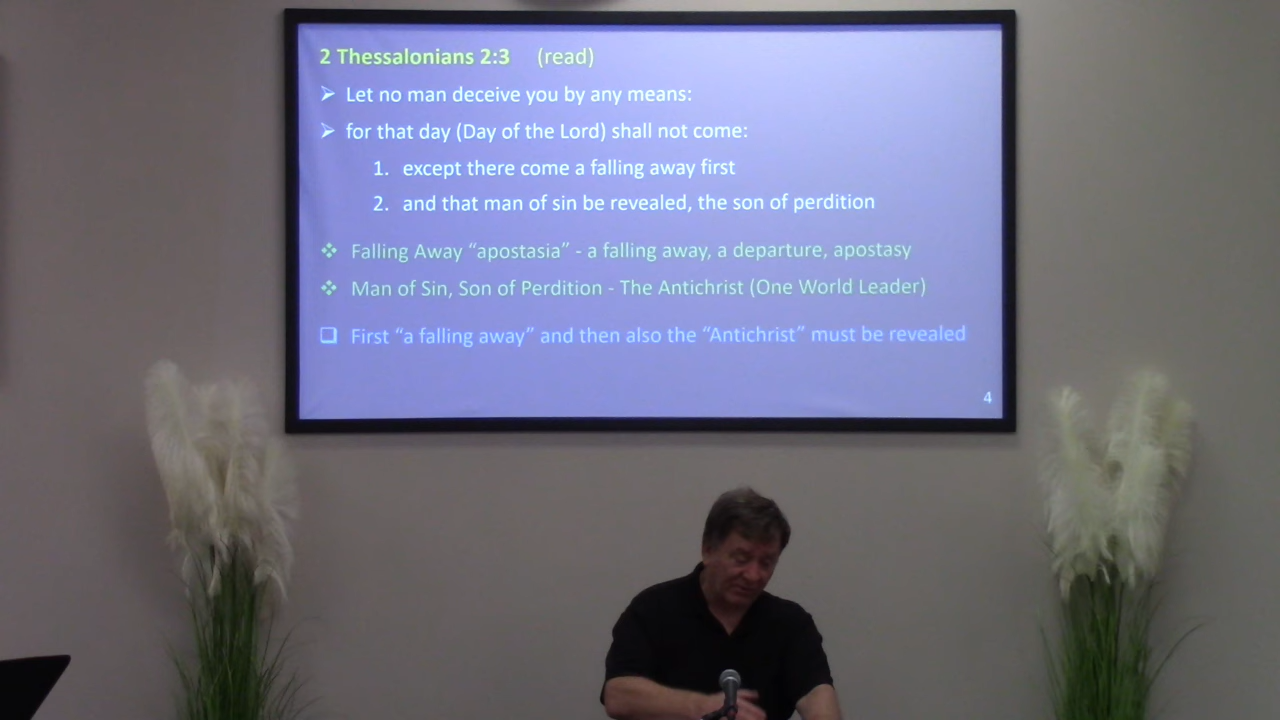 2 Thessalonians 2:3 (read)
➢ Let no man deceive you by any means:
➢ for that day (Day of the Lord) shall not come:
1. except there come a falling away first
2. and that man of sin be revealed, the son of perdition
❖ Falling Away “apostasia” - a falling away, a departure, apostasy
❖ Man of Sin, Son of Perdition - The Antichrist (One World Leader)
❑ First “a falling away” and then also the “Antichrist” must be revealed
4